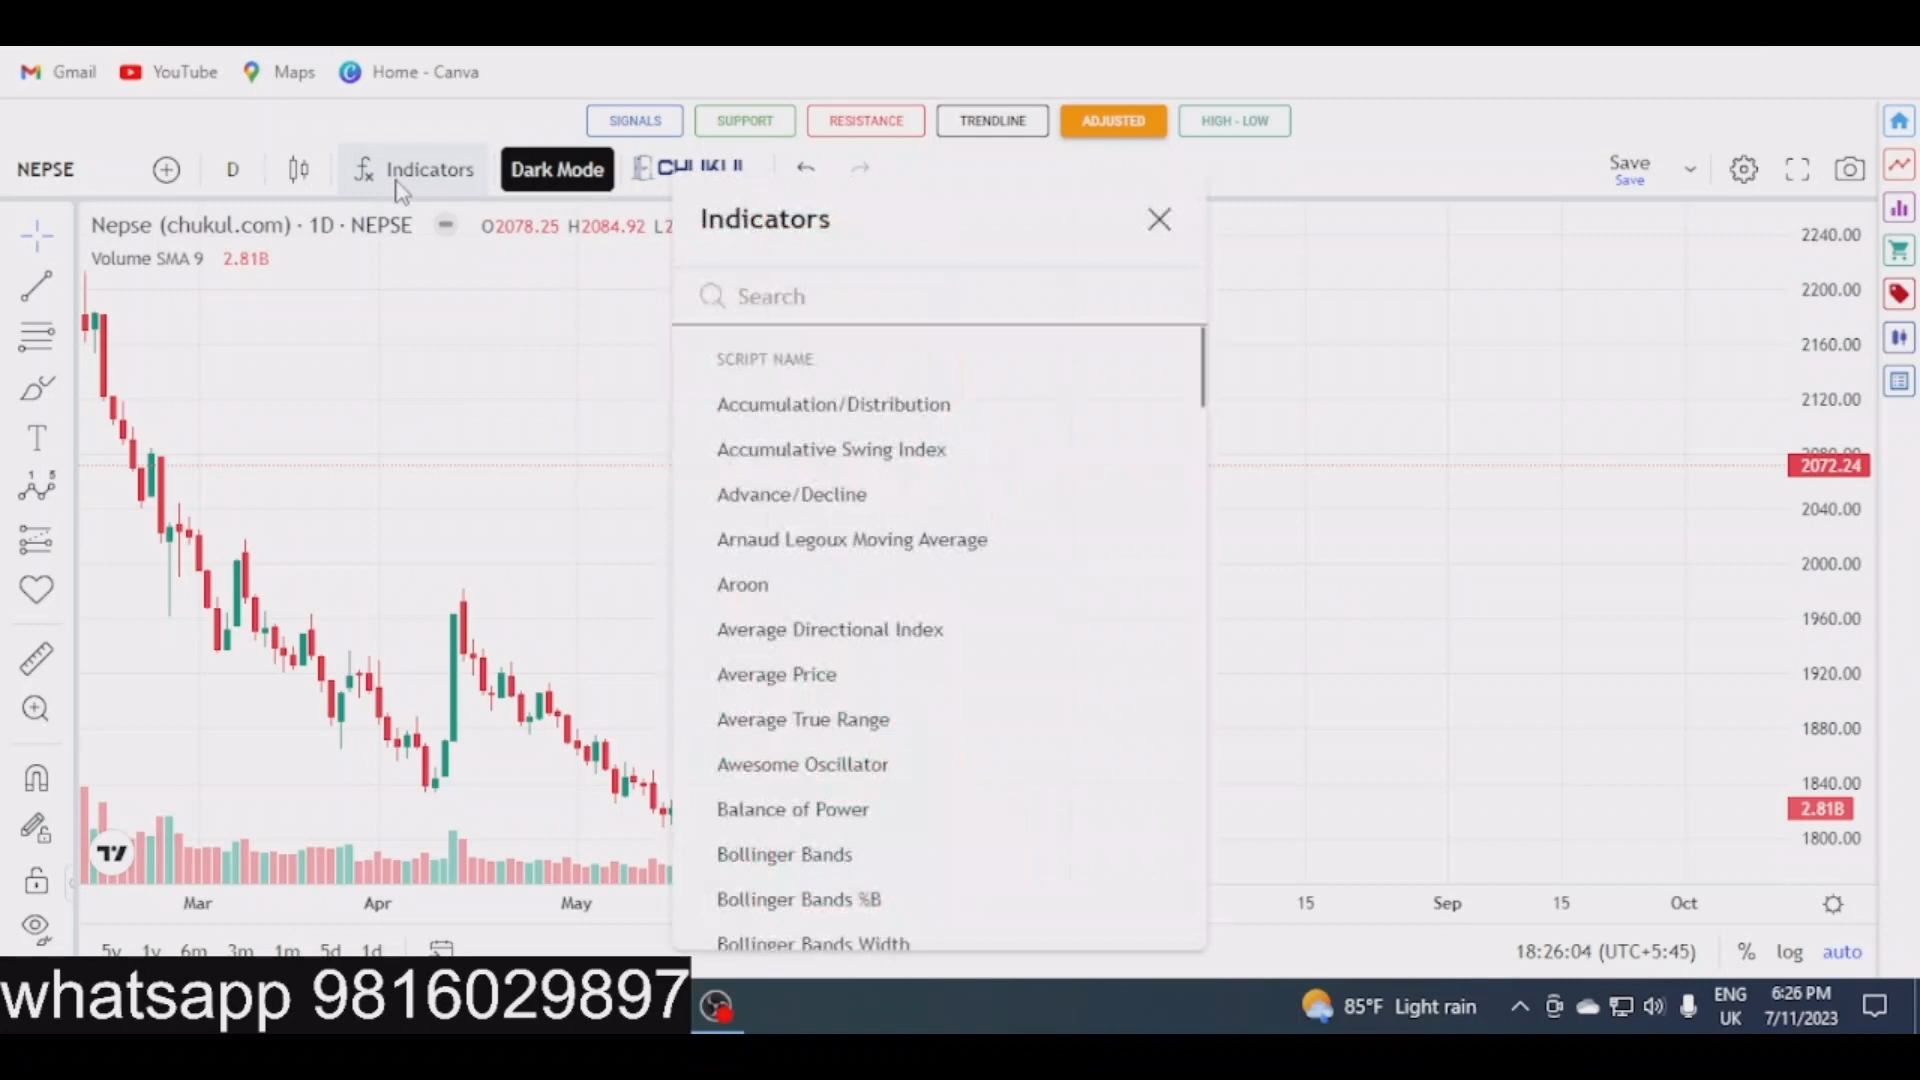 Gmail YouTube Maps Home - Canva
SIGNALS SUPPORT RESISTANCE TRENDLINE ADJUSTED HIGH - LOW
NEPSE D Indicators Dark Mode CHUKUL Save
Save
Nepse (chukul.com) · 1D · NEPSE O2078.25 H2084.92
Volume SMA 9 2.81B
Indicators
Search
SCRIPT NAME
Accumulation/Distribution
Accumulative Swing Index
Advance/Decline
Arnaud Legoux Moving Average
Aroon
Average Directional Index
Average Price
Average True Range
Awesome Oscillator
Balance of Power
Bollinger Bands
Bollinger Bands %B
Bollinger Bands Width
2240.00
2200.00
2160.00
2120.00
2080.00
2072.24
2040.00
2000.00
1960.00
1920.00
1880.00
1840.00
2.81B
1800.00
Mar Apr May 15 Sep 15 Oct
5y 1y 6m 3m 1m 5d 1d 18:26:04 (UTC+5:45) % log auto
whatsapp 9816029897
85°F Light rain ENG UK 6:26 PM 7/11/2023